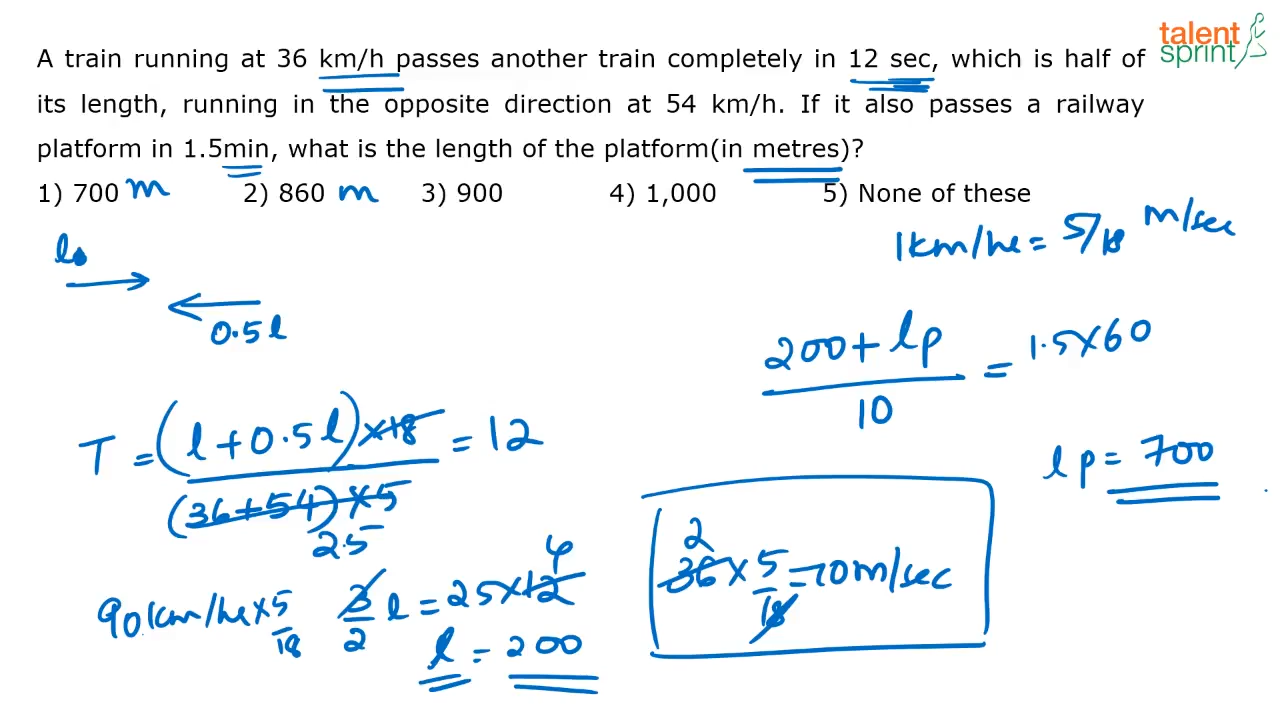 talent
sprint
A train running at 36 km/h passes another train completely in 12 sec, which is half of
its length, running in the opposite direction at 54 km/h. If it also passes a railway
platform in 1.5min, what is the length of the platform(in metres)?
1) 700 m 2) 860 m 3) 900 4) 1,000 5) None of these
1km/hr = 5/18 m/sec
l
0.5l
200 + lp
= 1.5×60
10
T = (l + 0.5l)×18 = 12
(36+54)×5
25
lp = 700
90km/hr×5
18
3
2
l = 25×12
4
l = 200
2
36×5
18
=10m/sec